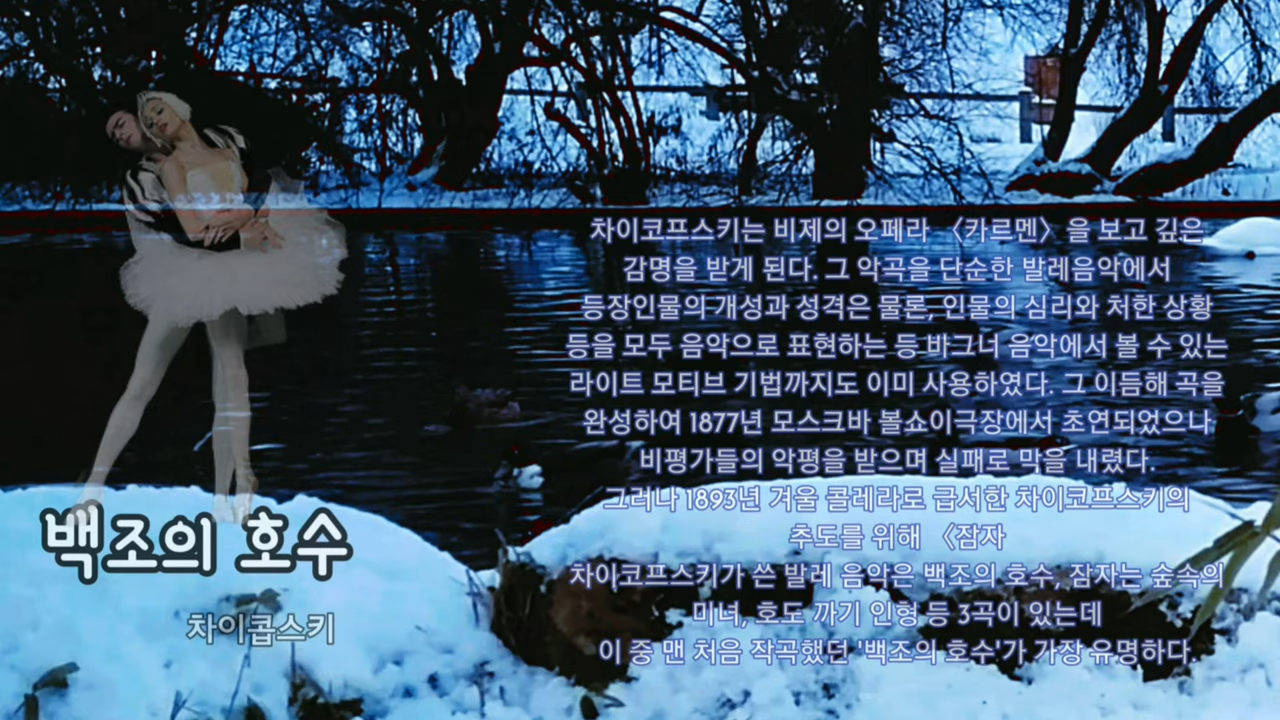 차이코프스키는 비제의 오페라 〈카르멘〉을 보고 깊은
감명을 받게 된다. 그 악곡을 단순한 발레음악에서
등장인물의 개성과 성격은 물론, 인물의 심리와 처한 상황
등을 모두 음악으로 표현하는 등 바그너 음악에서 볼 수 있는
라이트 모티브 기법까지도 이미 사용하였다. 그 이듬해 곡을
완성하여 1877년 모스크바 볼쇼이극장에서 초연되었으나
비평가들의 악평을 받으며 실패로 막을 내렸다.
그러나 1893년 겨울 콜레라로 급서한 차이코프스키의
추도를 위해 〈잠자
차이코프스키가 쓴 발레 음악은 백조의 호수, 잠자는 숲속의
미녀, 호도 까기 인형 등 3곡이 있는데
이 중 맨 처음 작곡했던 '백조의 호수'가 가장 유명하다.
백조의 호수
차이콥스키